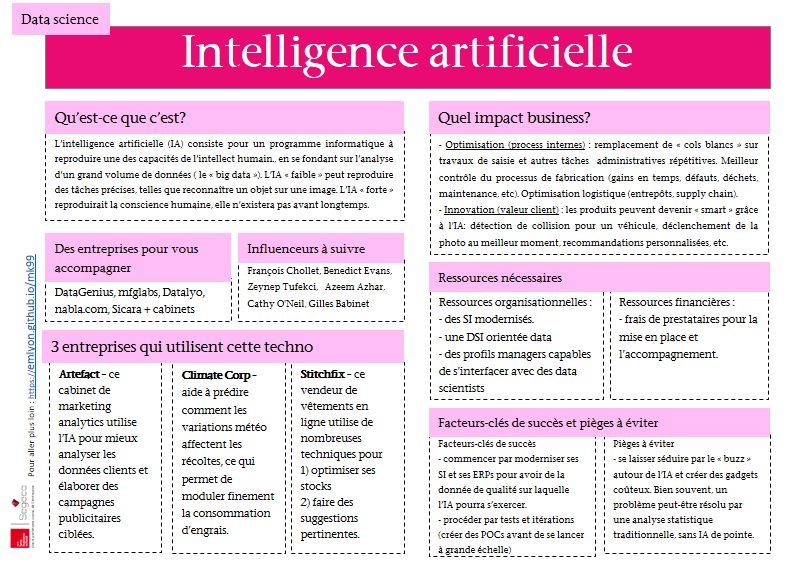 Data science
Intelligence artificielle
Qu'est-ce que c'est?
L'intelligence artificielle (IA) consiste pour un programme informatique à
reproduire une des capacités de l'intellect humain., en se fondant sur l'analyse
d'un grand volume de données ( le « big data »). L'IA « faible » peut reproduire
des tâches précises, telles que reconnaître un objet sur une image. L'IA « forte »
reproduirait la conscience humaine, elle n'existera pas avant longtemps.
Des entreprises pour vous
accompagner
DataGenius, mfglabs, Datalyo,
nabla.com, Sicara + cabinets
Influenceurs à suivre
François Chollet, Benedict Evans,
Zeynep Tufekci, Azeem Azhar,
Cathy O'Neil, Gilles Babinet
3 entreprises qui utilisent cette techno
Artefact – ce
cabinet de
marketing
analytics utilise
l'IA pour mieux
analyser les
données clients et
élaborer des
campagnes
publicitaires
ciblées.
Climate Corp –
aide à prédire
comment les
variations météo
affectent les
récoltes, ce qui
permet de
moduler finement
la consommation
d'engrais.
Stitchfix – ce
vendeur de
vêtements en
ligne utilise de
nombreuses
techniques pour
1) optimiser ses
stocks
2) faire des
suggestions
pertinentes.
Quel impact business?
- Optimisation (process internes) : remplacement de « cols blancs » sur
travaux de saisie et autres tâches administratives répétitives. Meilleur
contrôle du processus de fabrication (gains en temps, défauts, déchets,
maintenance, etc). Optimisation logistique (entrepôts, supply chain).
- Innovation (valeur client) : les produits peuvent devenir « smart » grâce
à l'IA: détection de collision pour un véhicule, déclenchement de la
photo au meilleur moment, recommandations personnalisées, etc.
Ressources nécessaires
Ressources organisationnelles :
- des SI modernisés.
- une DSI orientée data
- des profils managers capables
de s'interfacer avec des data
scientists
Ressources financières :
- frais de prestataires pour la
mise en place et
l'accompagnement.
Facteurs-clés de succès et pièges à éviter
Facteurs-clés de succès
- commencer par moderniser ses
SI et ses ERPs pour avoir de la
donnée de qualité sur laquelle
l'IA pourra s'exercer.
- procéder par tests et itérations
(créer des POCs avant de se lancer
à grande échelle)
Pièges à éviter
- se laisser séduire par le « buzz »
autour de l'IA et créer des gadgets
coûteux. Bien souvent, un
problème peut-être résolu par
une analyse statistique
traditionnelle, sans IA de pointe.
Pour aller plus loin : https://emlyon.github.io/mk99
Segeco